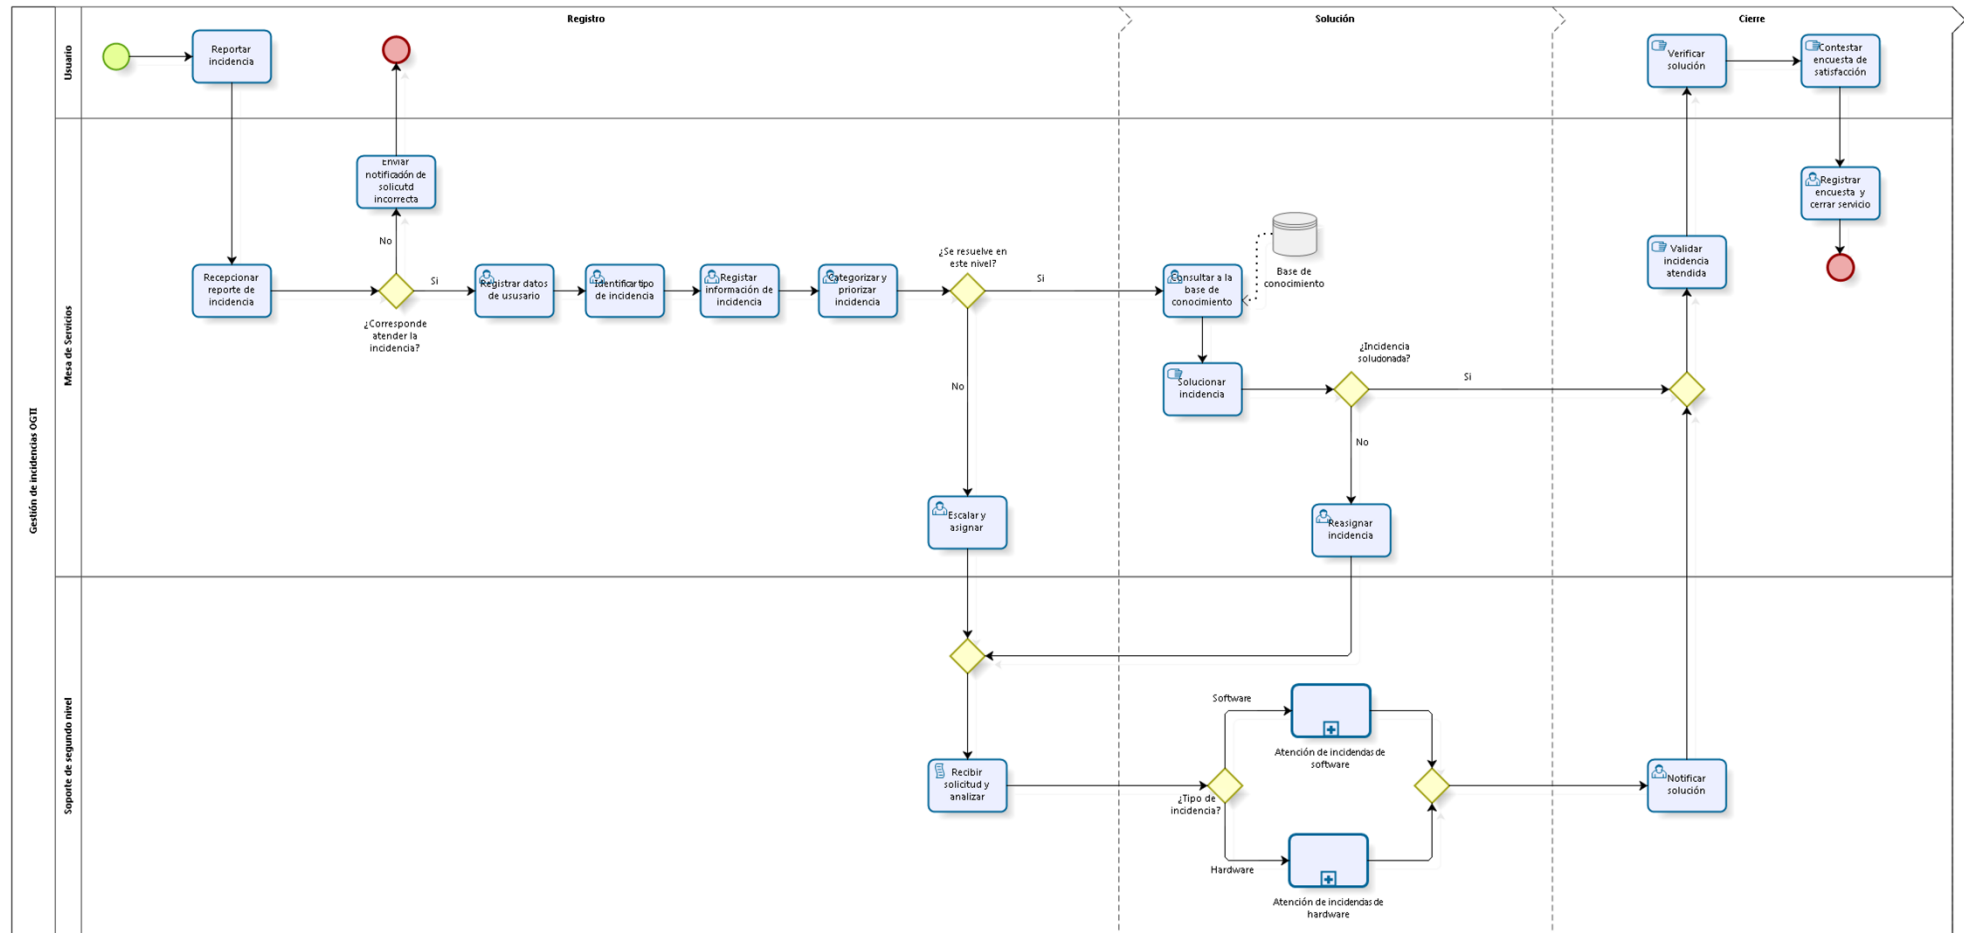 Registro
Solución
Cierre
Gestión de incidencias OGTI
Usuario
Mesa de Servicios
Soporte de segundo nivel
Reportar
incidencia
Verificar
solución
Contestar
encuesta de
satisfacción
Enviar
notificación de
solicutd
incorrecta
No
Registrar
encuesta y
cerrar servicio
Recepcionar
reporte de
incidencia
¿Corresponde
atender la
incidencia?
Si
Registrar datos
de ususario
Identificar tipo
de incidencia
Registar
información de
incidencia
Categorizar y
priorizar
incidencia
¿Se resuelve en
este nivel?
Si
Consultar a la
base de
conocimiento
Base de
conocimiento
Validar
incidencia
atendida
No
Solucionar
incidencia
¿Incidencia
solucionada?
Si
No
Escalar y
asignar
Reasignar
incidencia
Recibir
solicitud y
analizar
¿Tipo de
incidencia?
Software
Atención de incidencias de
software
Hardware
Atención de incidencias de
hardware
Notificar
solución